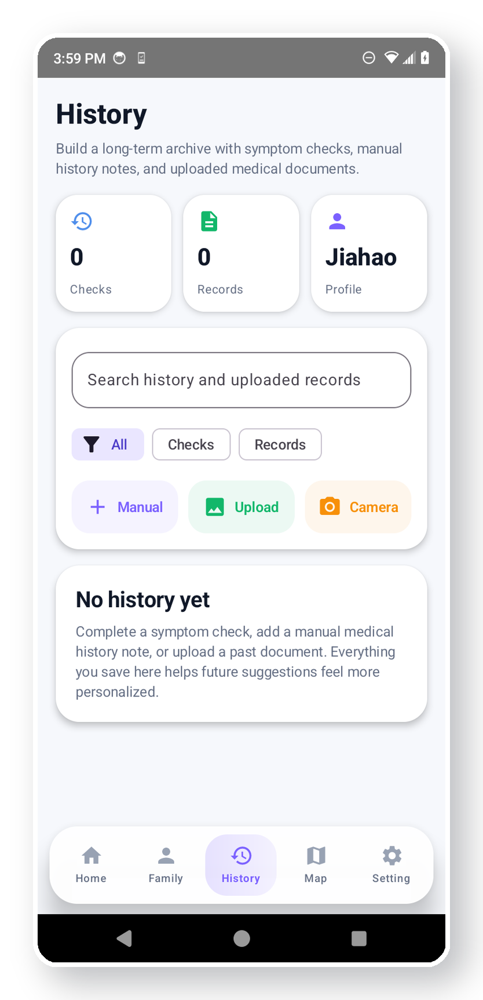 3:59 PM
History
Build a long-term archive with symptom checks, manual
history notes, and uploaded medical documents.
0
Checks
0
Records
Jiahao
Profile
Search history and uploaded records
All
Checks
Records
Manual
Upload
Camera
No history yet
Complete a symptom check, add a manual medical
history note, or upload a past document. Everything
you save here helps future suggestions feel more
personalized.
Home
Family
History
Map
Setting